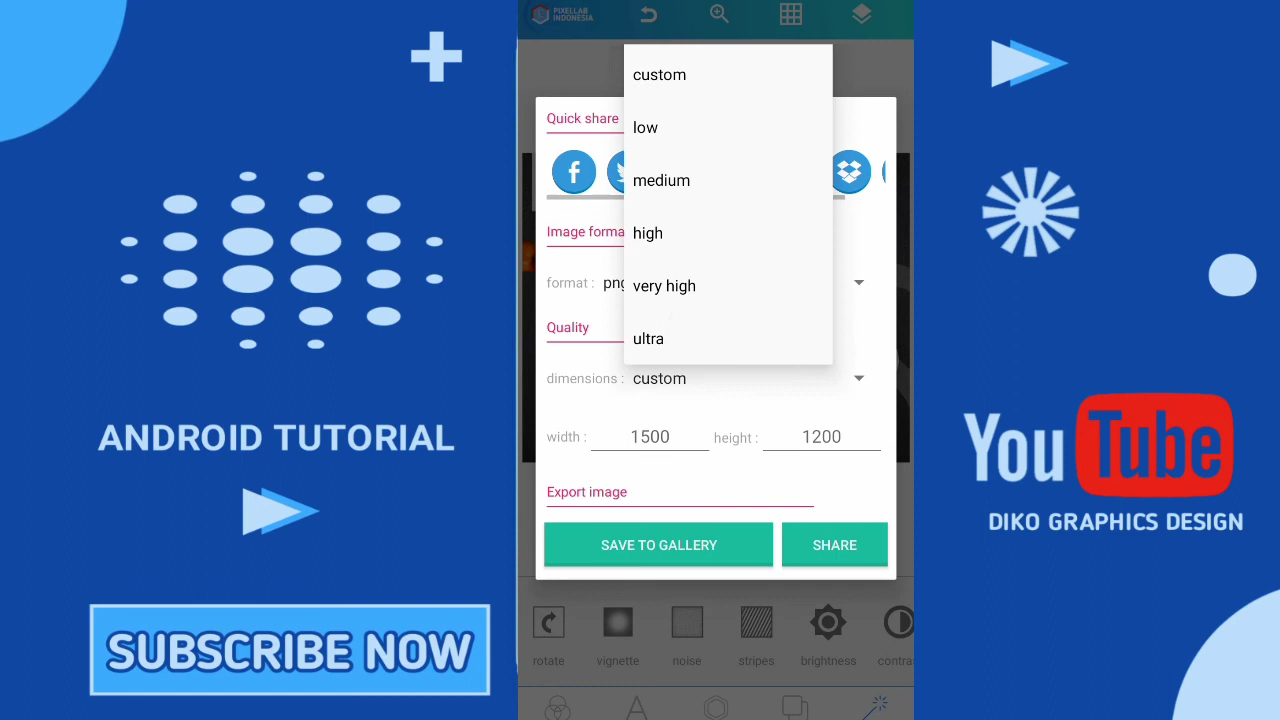 PIXELLAB
INDONESIA
custom
low
medium
high
very high
ultra
Quick share
Image forma
format : png
Quality
dimensions : custom
width : 1500 height : 1200
Export image
SAVE TO GALLERY SHARE
rotate vignette noise stripes brightness contra
ANDROID TUTORIAL
SUBSCRIBE NOW
YouTube
DIKO GRAPHICS DESIGN